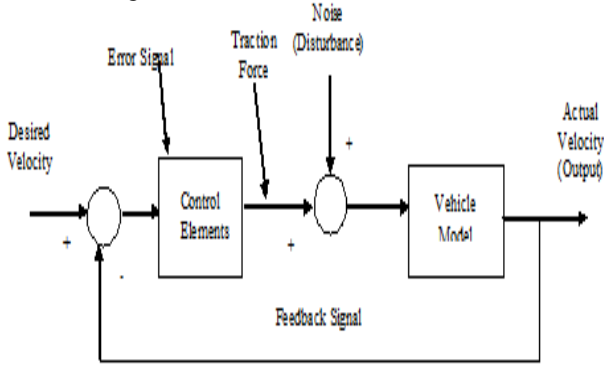 Noise
(Disturbance)
Traction
Force
Error Signal
Desired
Velocity
Actual
Velocity
(Output)
+
Control
Elements
Vehicle
Model
+
+
-
Feedback Signal